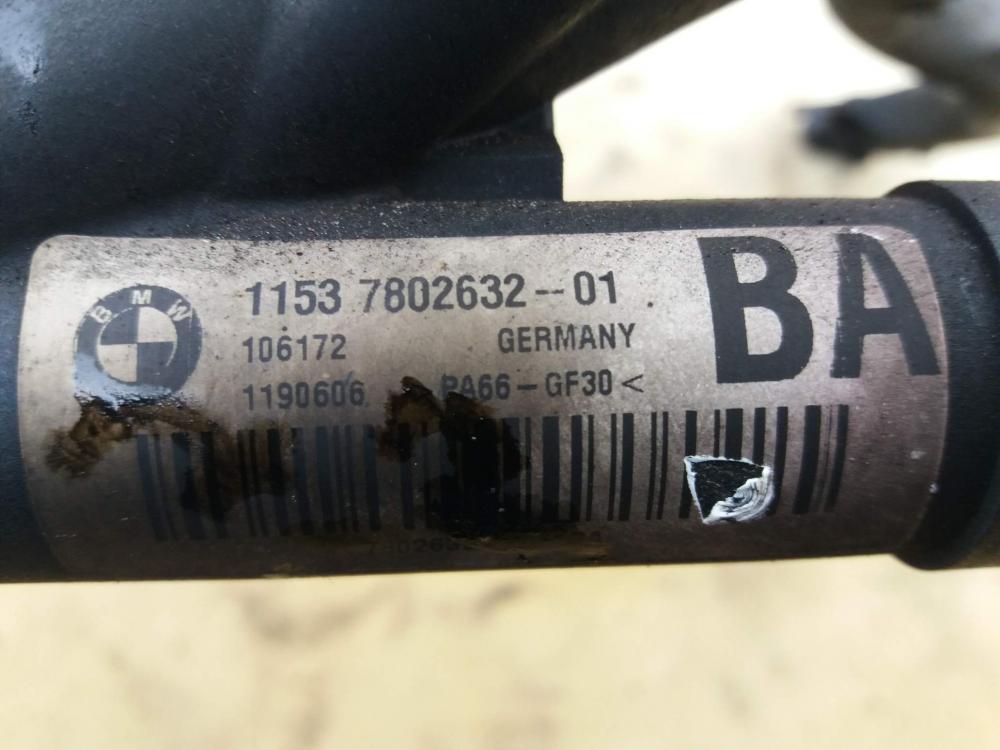 BMW
1153 7802632-01
BA
106172 GERMANY
1190606 PA66-GF30<